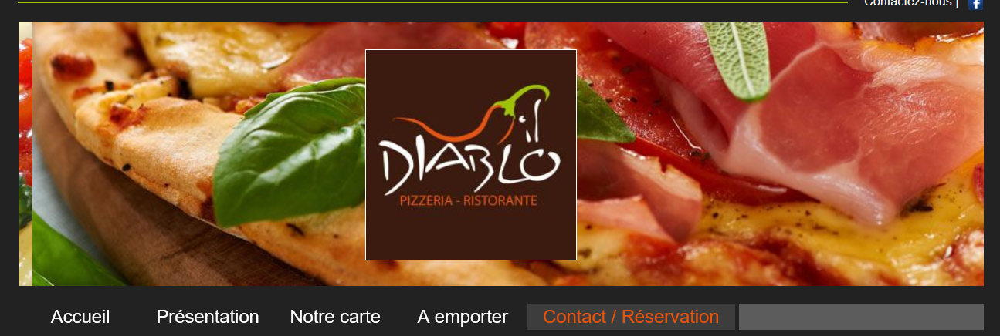 Contactez-nous |
il
DIABLO
PIZZERIA - RISTORANTE
Accueil Présentation Notre carte A emporter Contact / Réservation